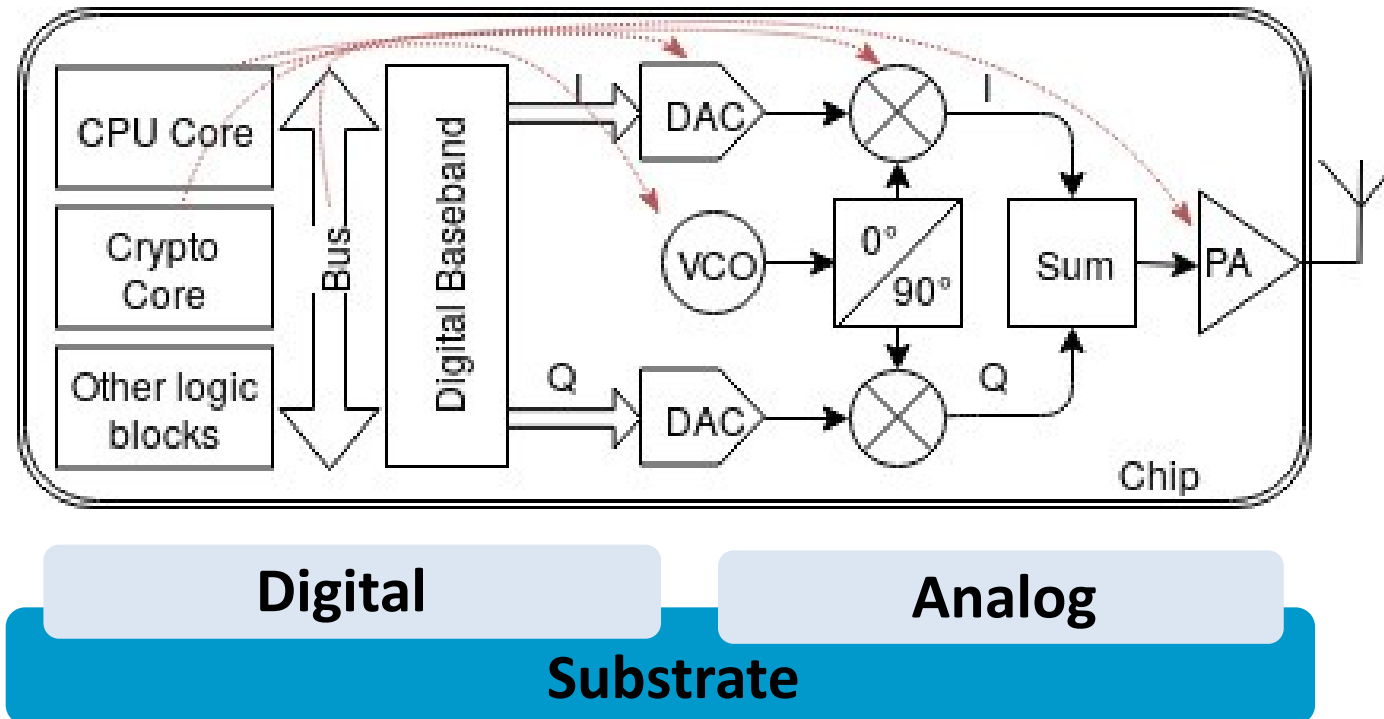 CPU Core
Crypto
Core
Other logic
blocks
Bus
Digital Baseband
I
DAC
I
VCO
0°
90°
Sum
PA
Q
DAC
Q
Chip
Digital
Analog
Substrate